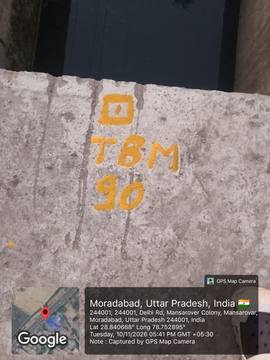 TBM
90
GPS Map Camera
Moradabad, Uttar Pradesh, India
244001, 244001, Delhi Rd, Mansarover Colony, Mansarovar,
Moradabad, Uttar Pradesh 244001, India
Lat 28.840668° Long 78.752895°
Tuesday, 10/11/2026 05:41 PM GMT +05:30
Note : Captured by GPS Map Camera
Google